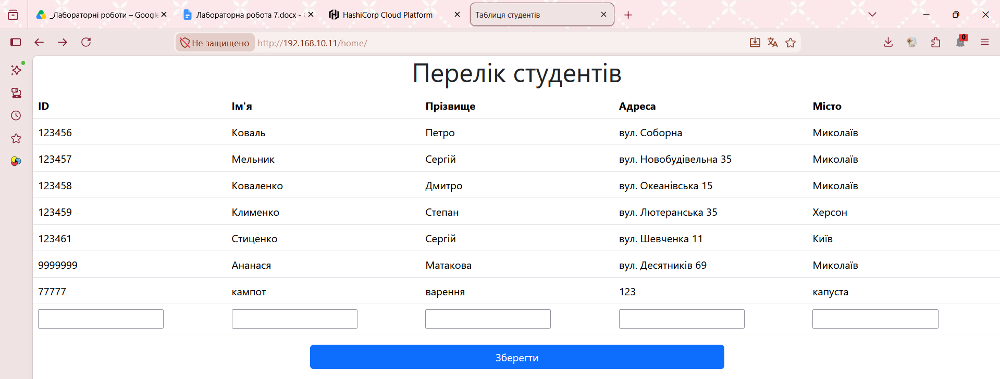 _Лабораторні роботи – Google
Лабораторна робота 7.docx -
HashiCorp Cloud Platform
Таблиця студентів
Не защищено
http://192.168.10.11/home/
0
Перелік студентів
ID Ім'я Прізвище Адреса Місто
123456 Коваль Петро вул. Соборна Миколаїв
123457 Мельник Сергій вул. Новобудівельна 35 Миколаїв
123458 Коваленко Дмитро вул. Океанівська 15 Миколаїв
123459 Клименко Степан вул. Лютеранська 35 Херсон
123461 Стиценко Сергій вул. Шевченка 11 Київ
9999999 Ананася Матакова вул. Десятників 69 Миколаїв
77777 кампот варення 123 капуста
Зберегти